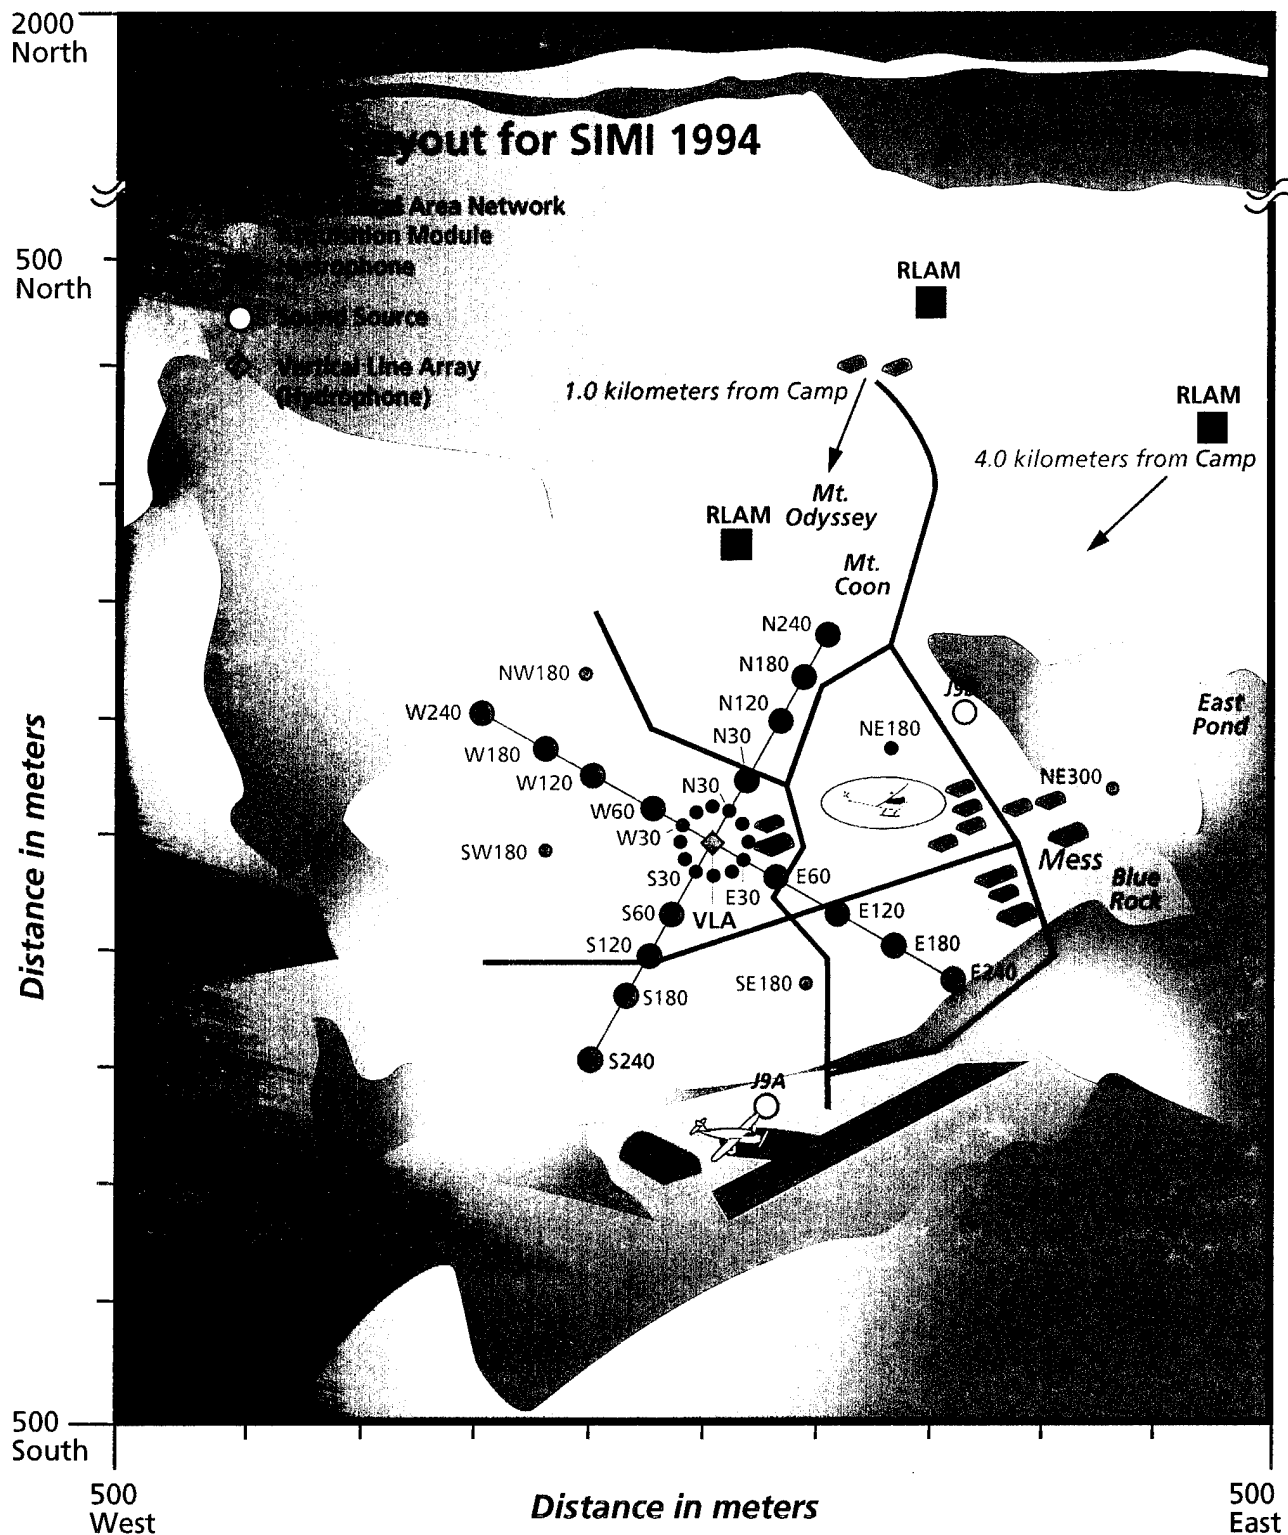 2000
North
yout for SIMI 1994
Area Network
Module
500
North
Hydrophone
RLAM
Sound Source
Vertical Line Array
(Hydrophone)
1.0 kilometers from Camp
RLAM
4.0 kilometers from Camp
Mt.
Odyssey
RLAM
Mt.
Coon
N240
NW180
N180
W240
N120
J9B
East
Pond
N30
NE180
W180
W120
N30
NE300
W60
W30
SW180
Mess
S30
E30
E60
Blue
Rock
S60
VLA
E120
S120
E180
SE180
E240
S180
S240
J9A
Distance in meters
500
South
500
West
Distance in meters
500
East